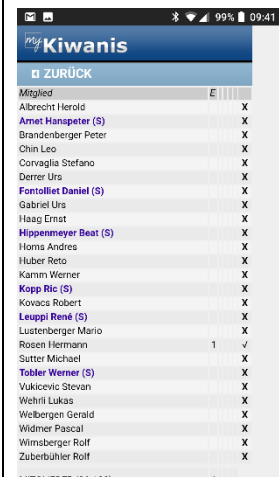 99% 09:41
myKiwanis
ZURÜCK
Mitglied E
Albrecht Herold X
Arnet Hanspeter (S) X
Brandenberger Peter X
Chin Leo X
Corvaglia Stefano X
Derrer Urs X
Fontolliet Daniel (S) X
Gabriel Urs X
Haag Ernst X
Hippenmeyer Beat (S) X
Homs Andres X
Huber Reto X
Kamm Werner X
Kopp Ric (S) X
Kovacs Robert X
Leuppi René (S) X
Lustenberger Mario X
Rosen Hermann 1 √
Sutter Michael X
Tobler Werner (S) X
Vukicevic Stevan X
Wehrli Lukas X
Welbergen Gerald X
Widmer Pascal X
Wirnsberger Rolf X
Zuberbühler Rolf X